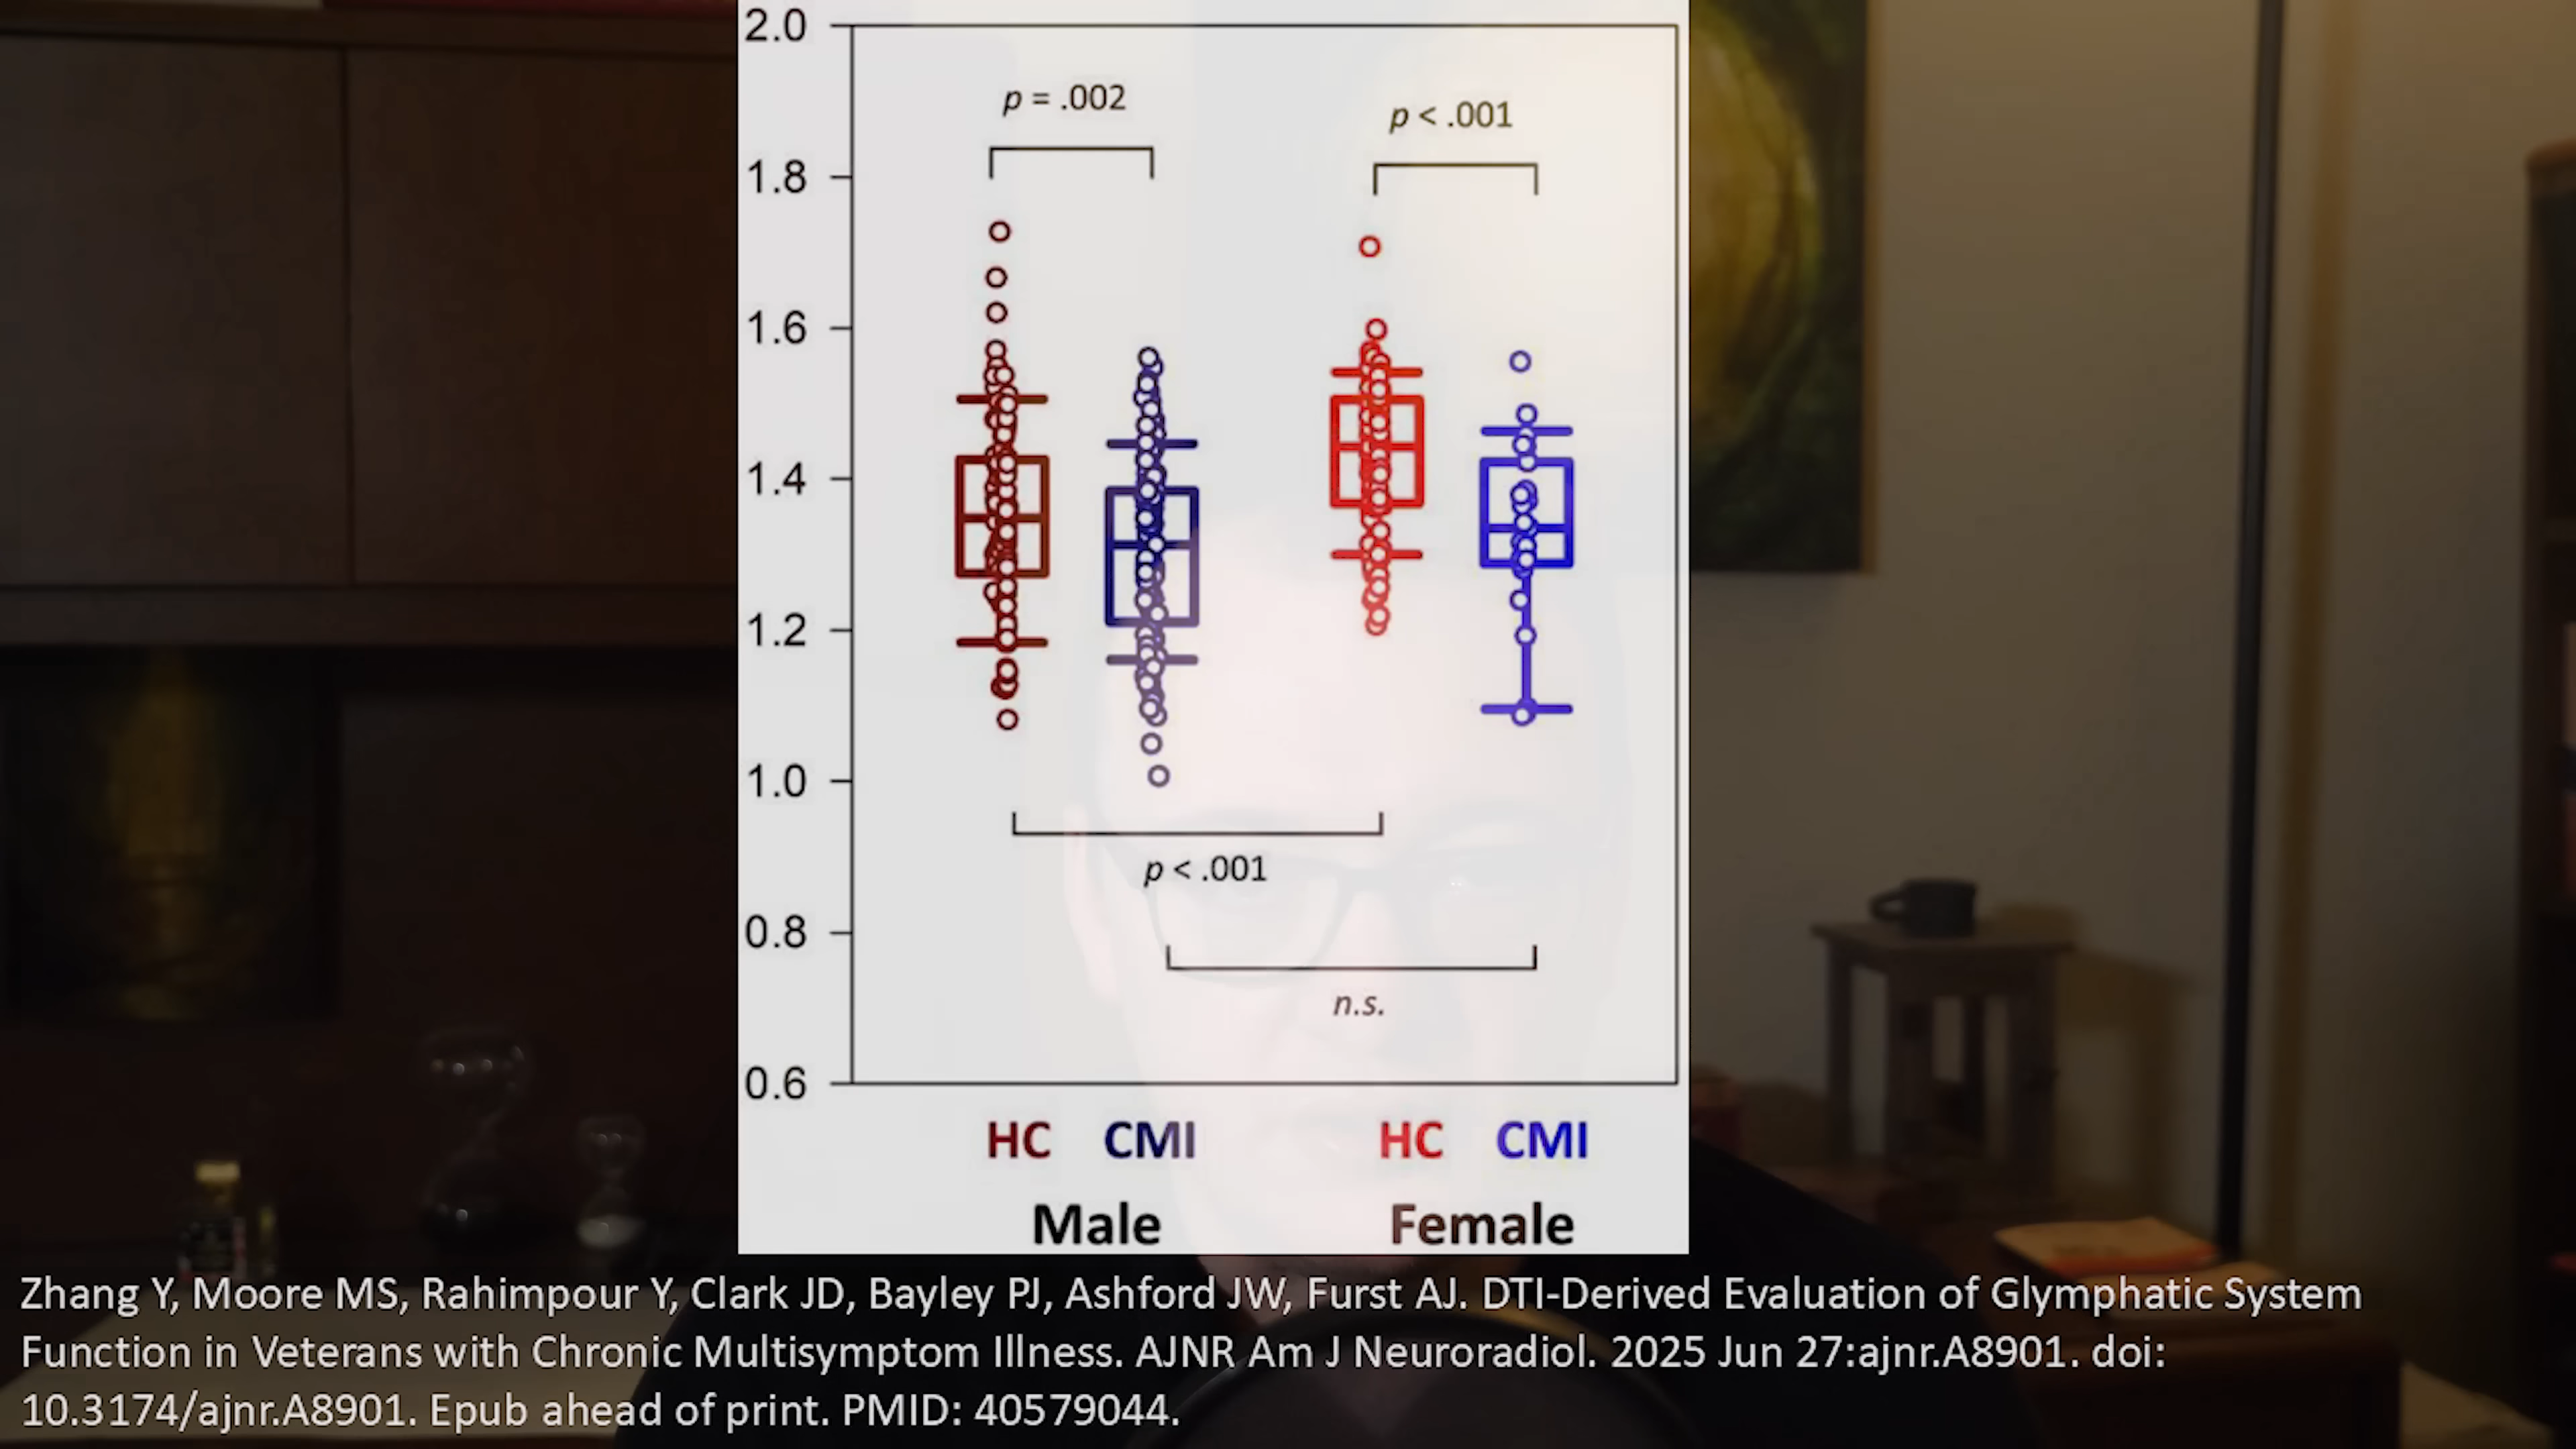 2.0
p = .002
p < .001
1.8
1.6
1.4
1.2
1.0
p < .001
0.8
n.s.
0.6
HC CMI HC CMI
Male Female
Zhang Y, Moore MS, Rahimpour Y, Clark JD, Bayley PJ, Ashford JW, Furst AJ. DTI-Derived Evaluation of Glymphatic System
Function in Veterans with Chronic Multisymptom Illness. AJNR Am J Neuroradiol. 2025 Jun 27:ajnr.A8901. doi:
10.3174/ajnr.A8901. Epub ahead of print. PMID: 40579044.